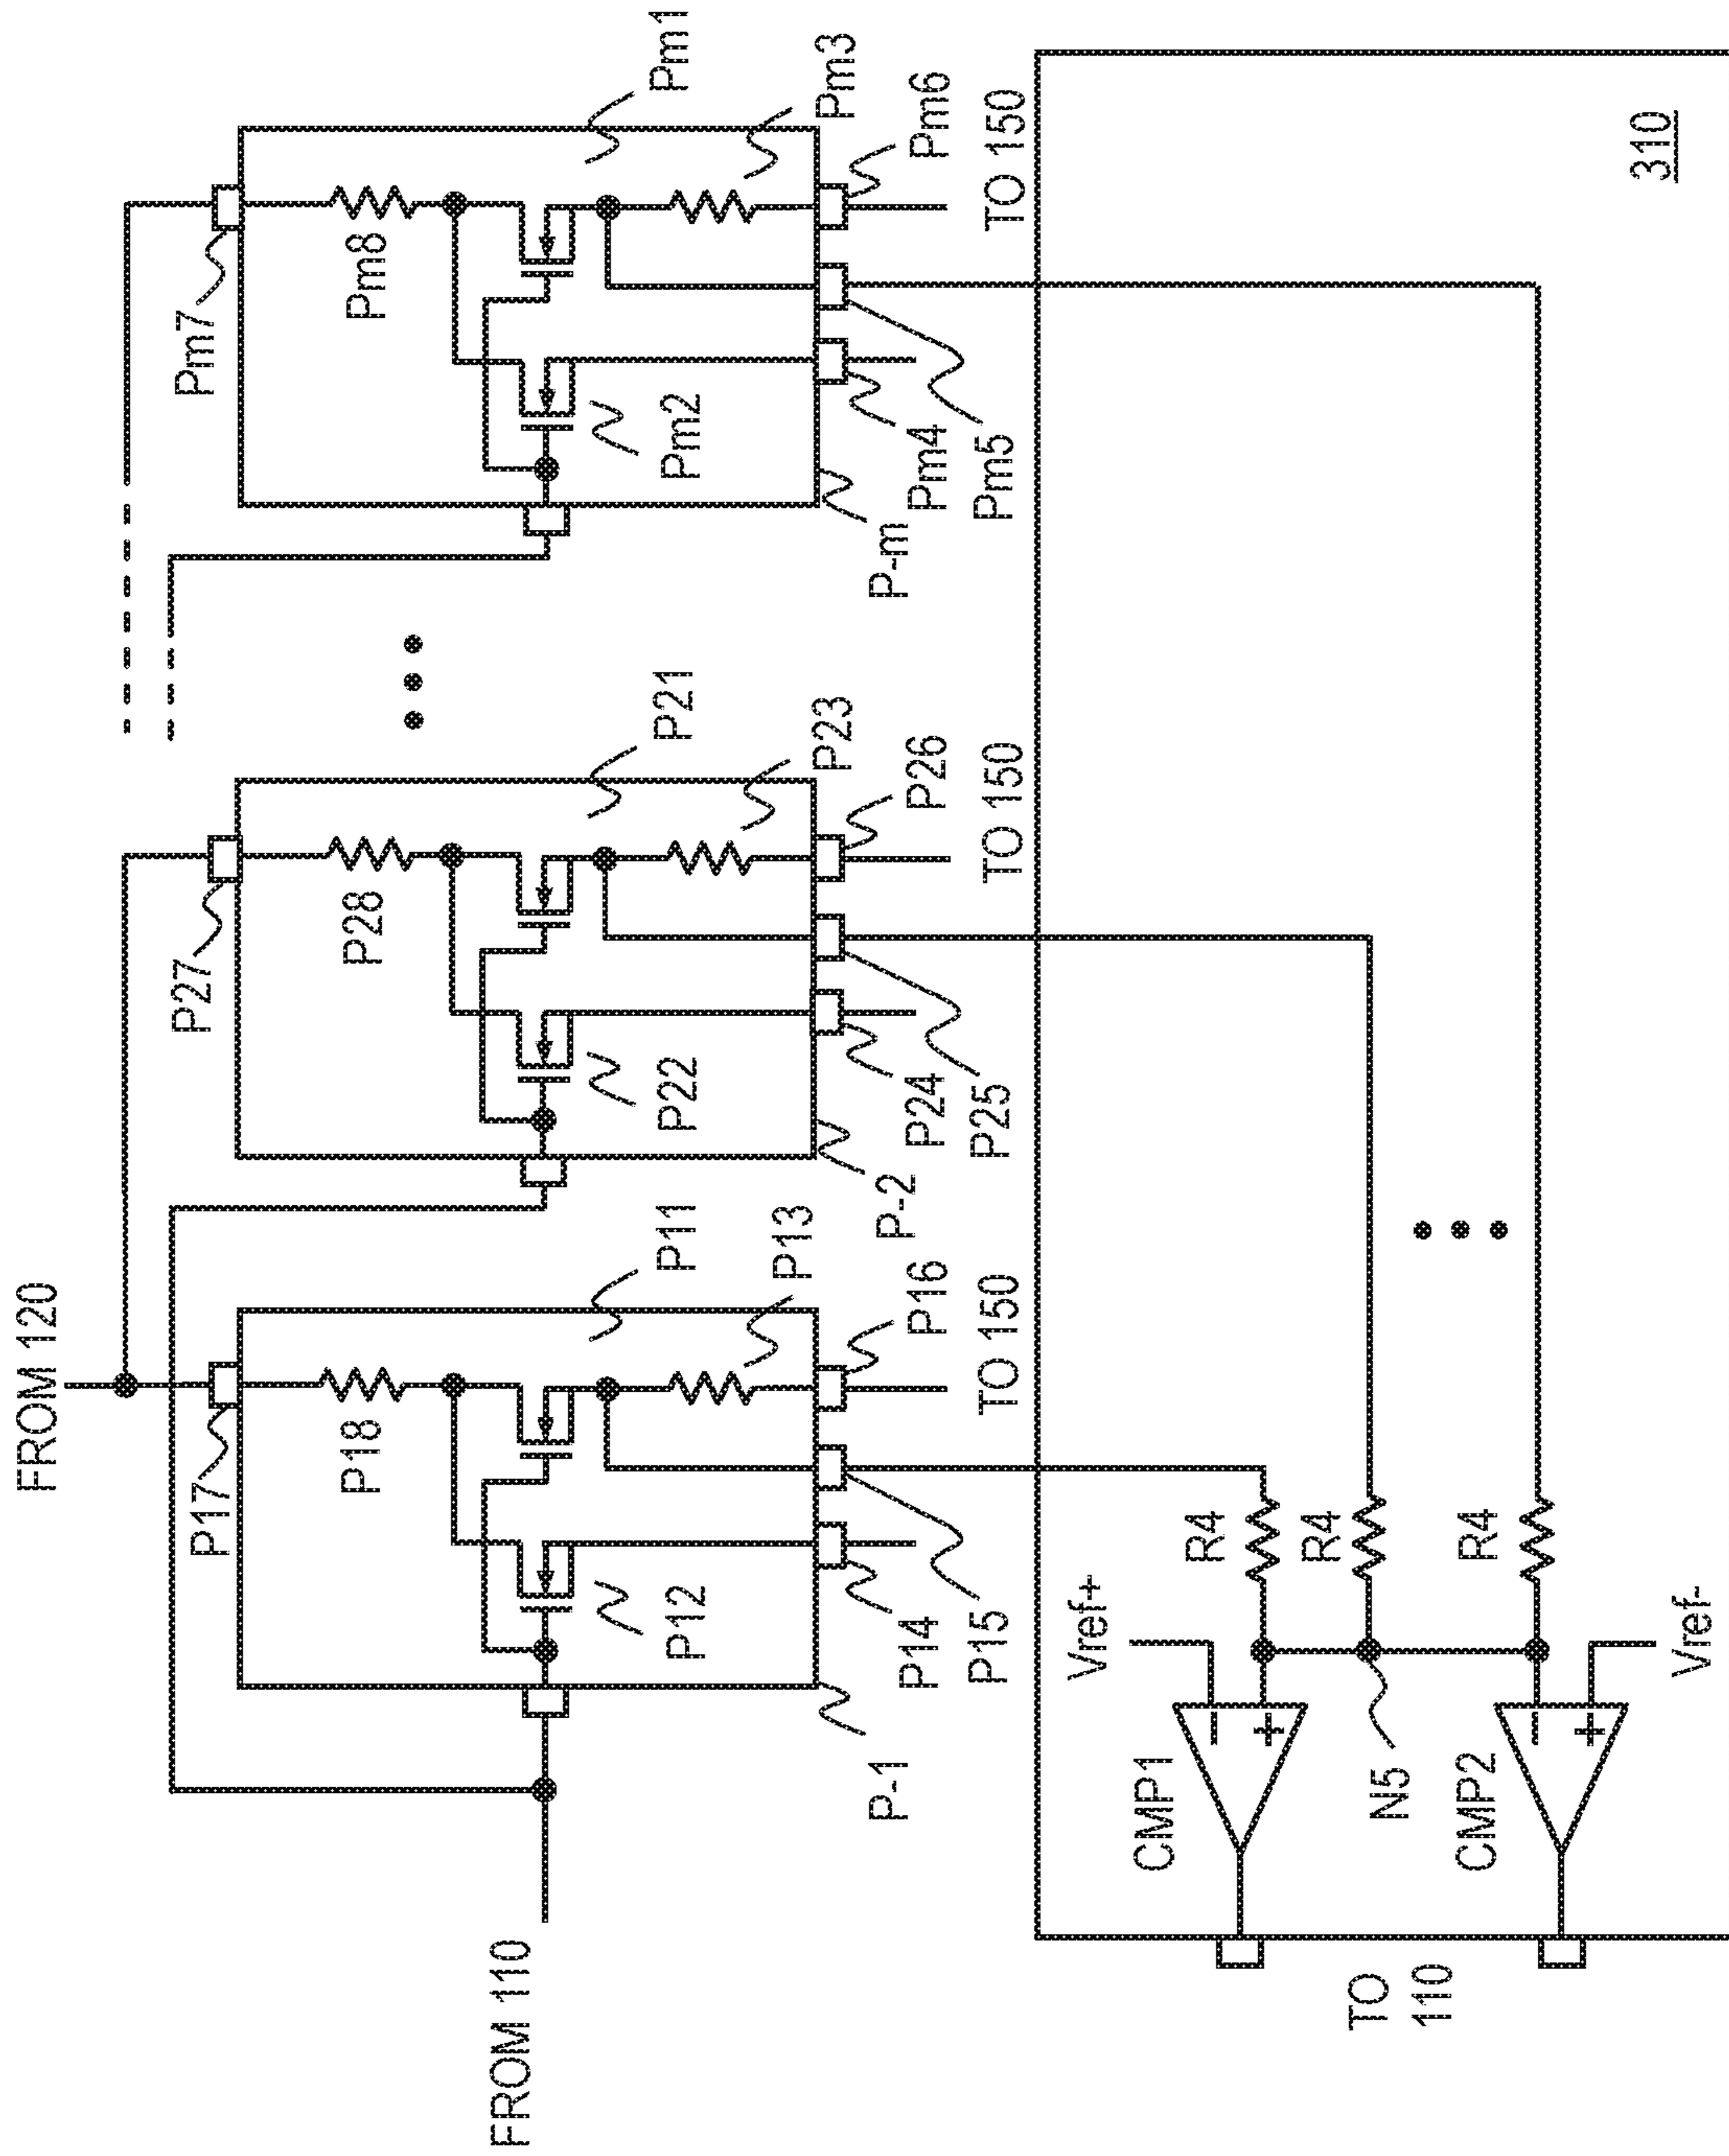 FROM 120
P17
P27
Pm7
P18
P28
Pm8
FROM 110
P12
P11
P22
P21
Pm2
Pm1
P13
P23
Pm3
P-1
P14
P16
P-2
P24
P26
P-m
Pm4
Pm6
P15
TO 150
P25
TO 150
Pm5
TO 150
Vref+
CMP1
R4
R4
TO
110
N5
CMP2
R4
310
Vref-